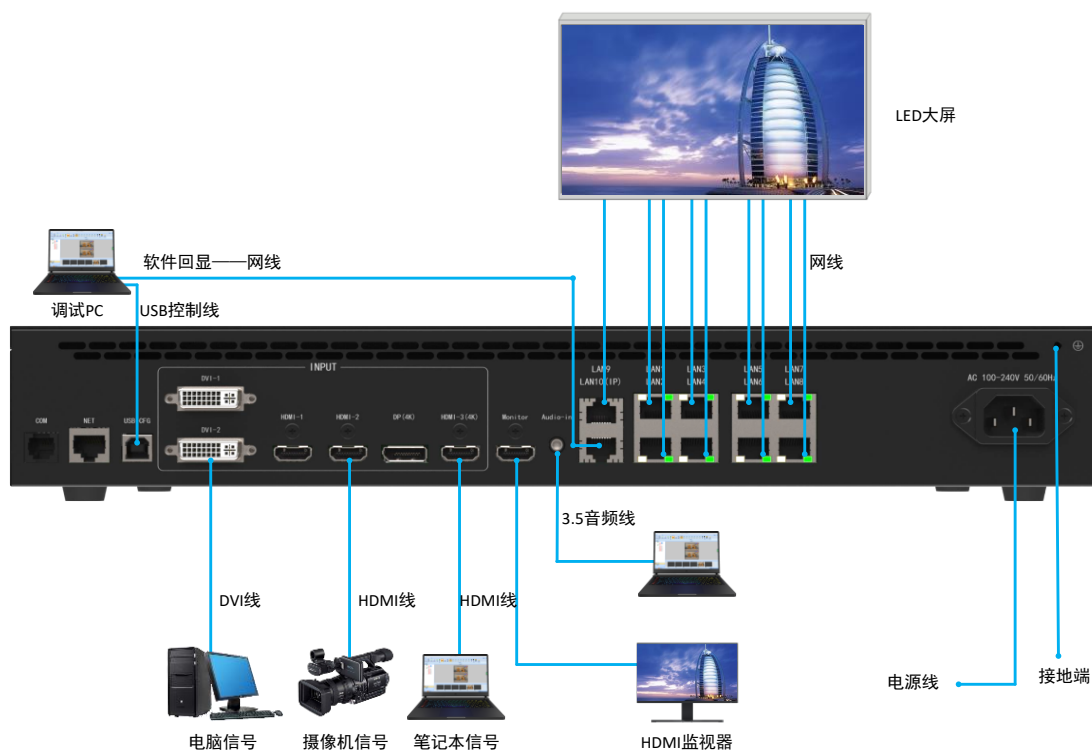 LED大屏
软件回显——网线
网线
调试PC
USB控制线
INPUT
LAN9
LAN10(IP)
LAN1
LAN2
LAN3
LAN4
LAN5
LAN6
LAN7
LAN8
AC 100-240V 50/60Hz
DVI-1
COM
NET
USB CFG
DVI-2
HDMI-1
HDMI-2
DP(4K)
HDMI-3(4K)
Monitor
Audio-in
3.5音频线
DVI线
HDMI线
HDMI线
电源线
接地端
电脑信号
摄像机信号
笔记本信号
HDMI监视器